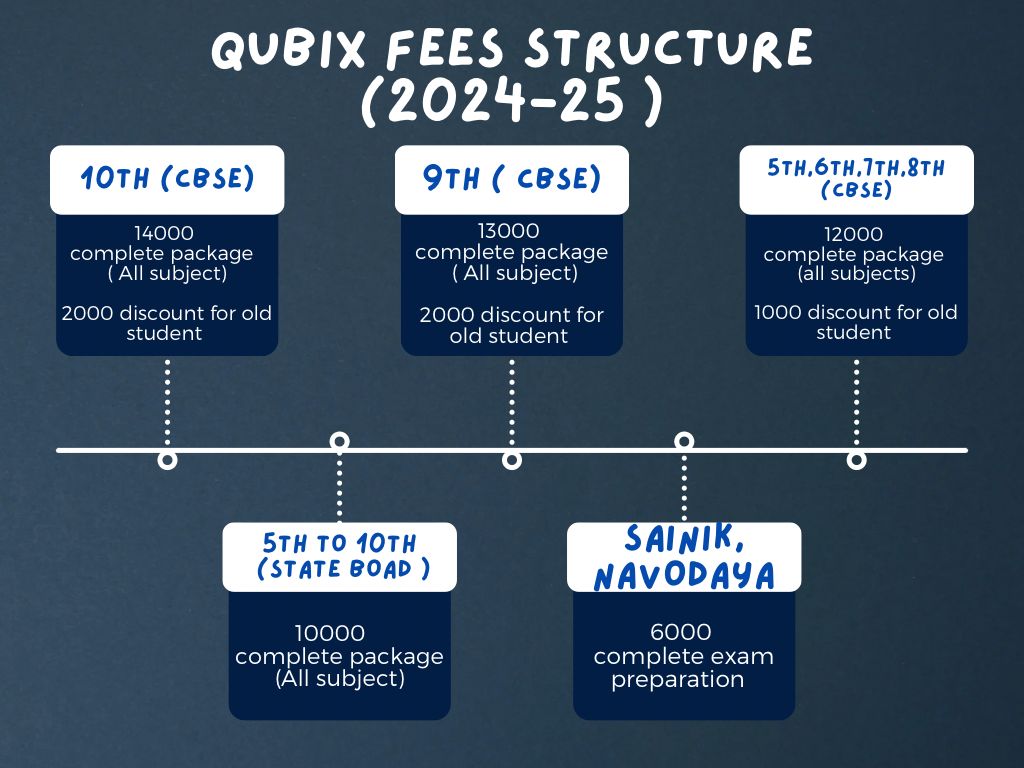 QUBIX FEES STRUCTURE
(2024-25 )
10TH (CBSE)
14000
complete package
( All subject)
2000 discount for old
student
9TH ( CBSE)
13000
complete package
( All subject)
2000 discount for
old student
5TH,6TH,7TH,8TH
(CBSE)
12000
complete package
(all subjects)
1000 discount for old
student
5TH TO 10TH
(STATE BOAD )
10000
complete package
(All subject)
SAINIK,
NAVODAYA
6000
complete exam
preparation